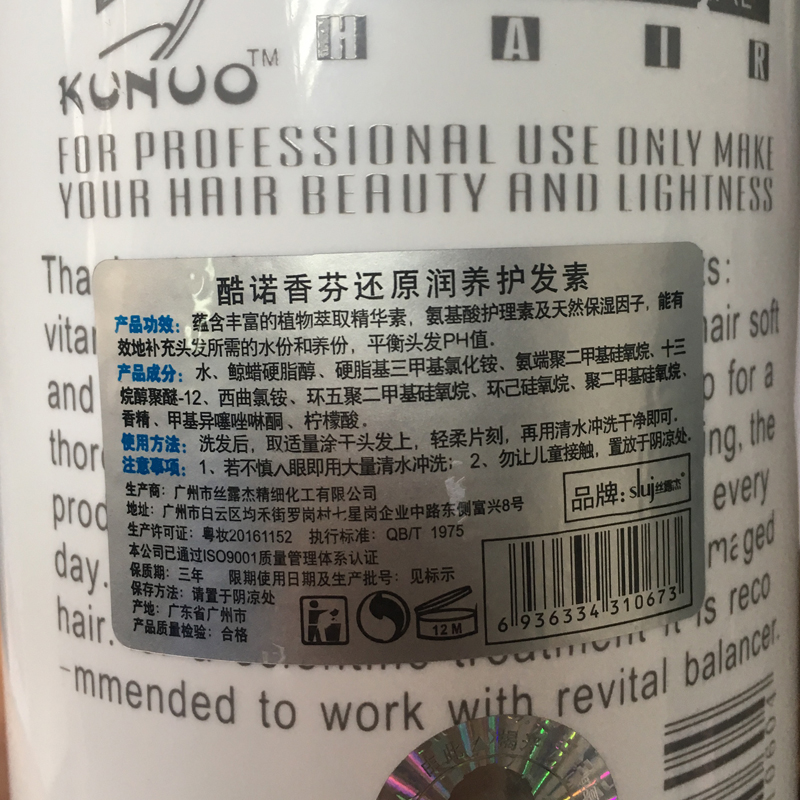 KUNUO TM
H A I R
FOR PROFESSIONAL USE ONLY MAKE
YOUR HAIR BEAUTY AND LIGHTNESS
酷诺香芬还原润养护发素
产品功效：蕴含丰富的植物萃取精华素，氨基酸护理素及天然保湿因子，能有
效地补充头发所需的水份和养份，平衡头发PH值．
产品成分：水、鲸蜡硬脂醇、硬脂基三甲基氯化铵、氨端聚二甲基硅氧烷、十三
烷醇聚醚-12、西曲氯铵、环五聚二甲基硅氧烷、环己硅氧烷、聚二甲基硅氧烷、
香精、甲基异噻唑啉酮、柠檬酸。
使用方法：洗发后，取适量涂干头发上，轻柔片刻，再用清水冲洗干净即可．
注意事项：1、若不慎入眼即用大量清水冲洗；2、勿让儿童接触，置放于阴凉处．
生产商：广州市丝露杰精细化工有限公司
地址：广州市白云区均禾街罗岗村七星岗企业中路东侧富兴8号
生产许可证：粤妆20161152 执行标准：QB/T 1975
本公司已通过ISO9001质量管理体系认证
保质期：三年 限期使用日期及生产批号：见标示
保存方法：请置于阴凉处
产地：广东省广州市
产品质量检验：合格
品牌：sluj丝露杰
12 M
6 936334 310673
hair soft
and
for a
the
every
day.
hair.
treatment it is reco
-mmended to work with revital balancer.